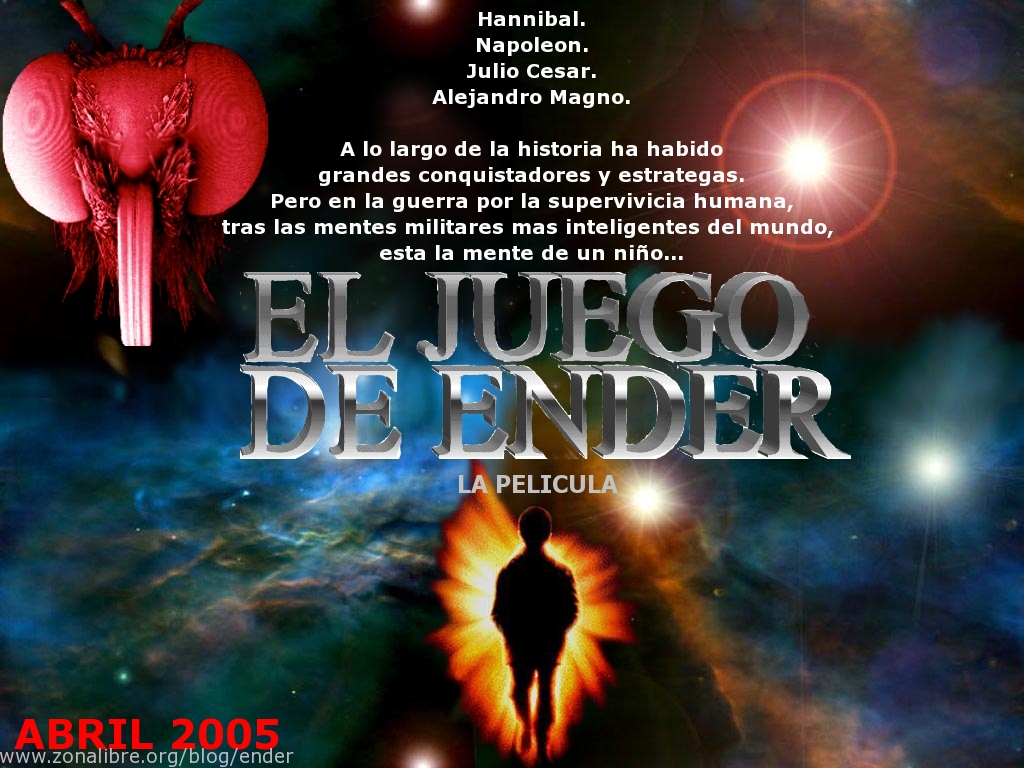 Hannibal.
Napoleon.
Julio Cesar.
Alejandro Magno.
A lo largo de la historia ha habido
grandes conquistadores y estrategas.
Pero en la guerra por la supervivicia humana,
tras las mentes militares mas inteligentes del mundo,
esta la mente de un niño...
EL JUEGO
DE ENDER
LA PELICULA
ABRIL 2005
www.zonalibre.org/blog/ender